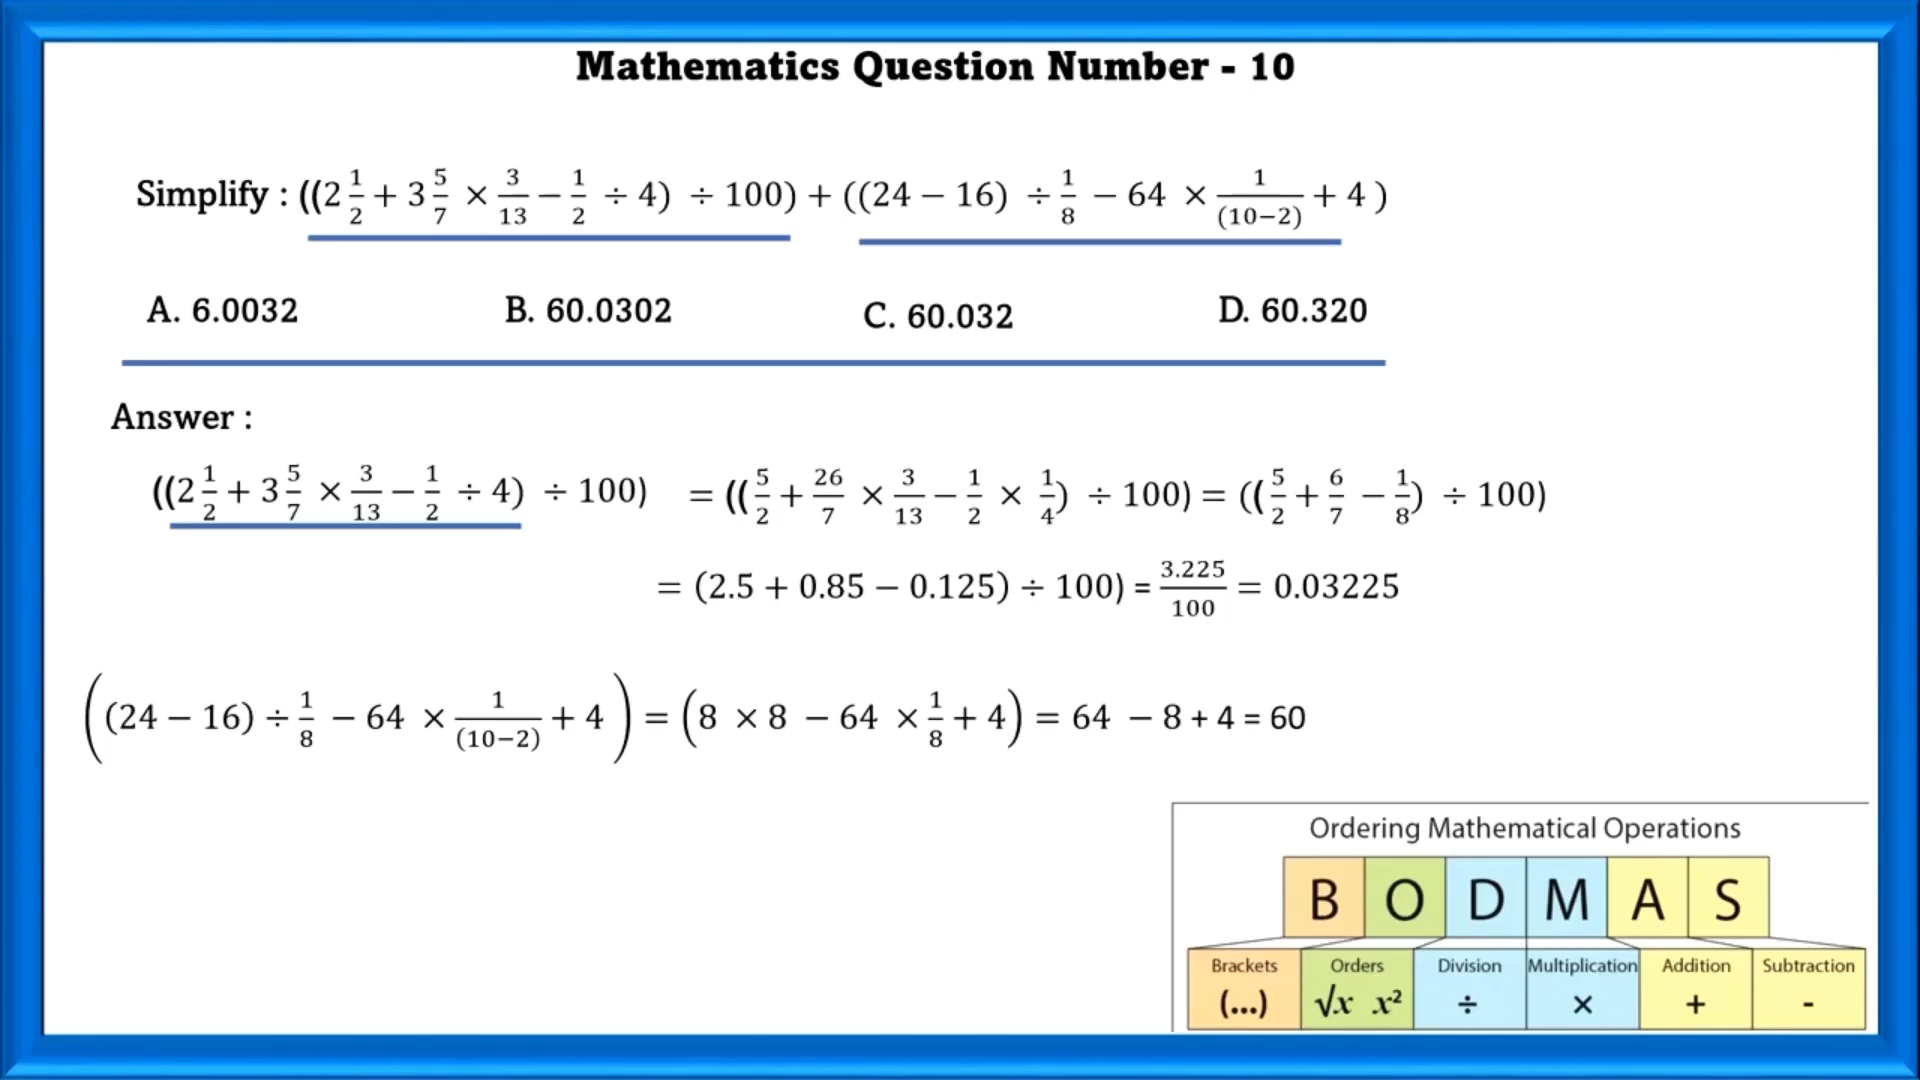 Mathematics Question Number - 10
Simplify : ((2 1/2 + 3 5/7 × 3/13 − 1/2 ÷ 4) ÷ 100) + ((24 − 16) ÷ 1/8 − 64 × 1/(10−2) + 4 )
A. 6.0032 B. 60.0302 C. 60.032 D. 60.320
Answer :
((2 1/2 + 3 5/7 × 3/13 − 1/2 ÷ 4) ÷ 100) = ((5/2 + 26/7 × 3/13 − 1/2 × 1/4) ÷ 100) = ((5/2 + 6/7 − 1/8) ÷ 100)
= (2.5 + 0.85 − 0.125) ÷ 100) = 3.225/100 = 0.03225
((24 − 16) ÷ 1/8 − 64 × 1/(10−2) + 4 ) = (8 × 8 − 64 × 1/8 + 4) = 64 − 8 + 4 = 60
Ordering Mathematical Operations
B O D M A S
Brackets Orders Division Multiplication Addition Subtraction
(...) √x x² ÷ × + -